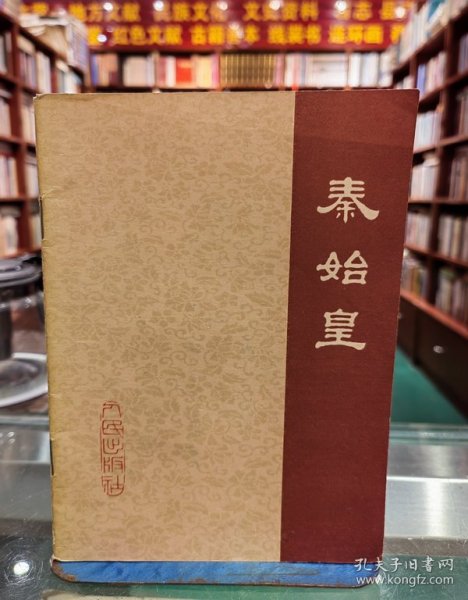 地方文献 民族文化 文史资料 方志
红色文献 古籍善本 线装书 连环画
秦始皇
人民出版社
孔夫子旧书网
www.kongfz.com